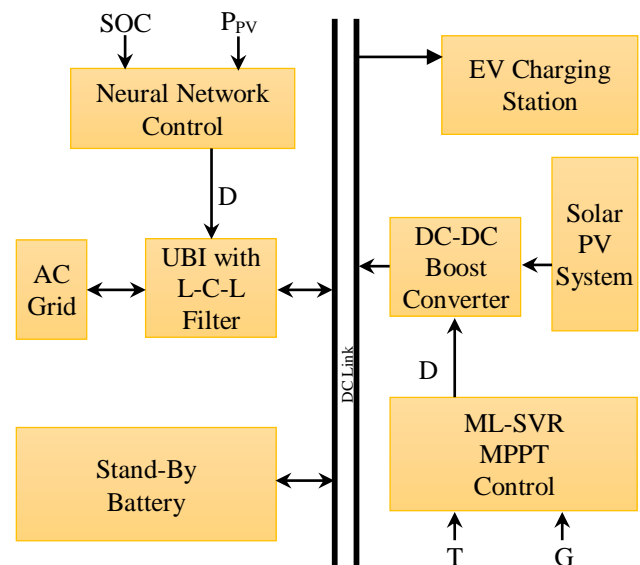 SOC
P_PV
Neural Network
Control
D
AC
Grid
UBI with
L-C-L
Filter
Stand-By
Battery
DC Link
EV Charging
Station
DC-DC
Boost
Converter
Solar
PV
System
D
ML-SVR
MPPT
Control
T
G